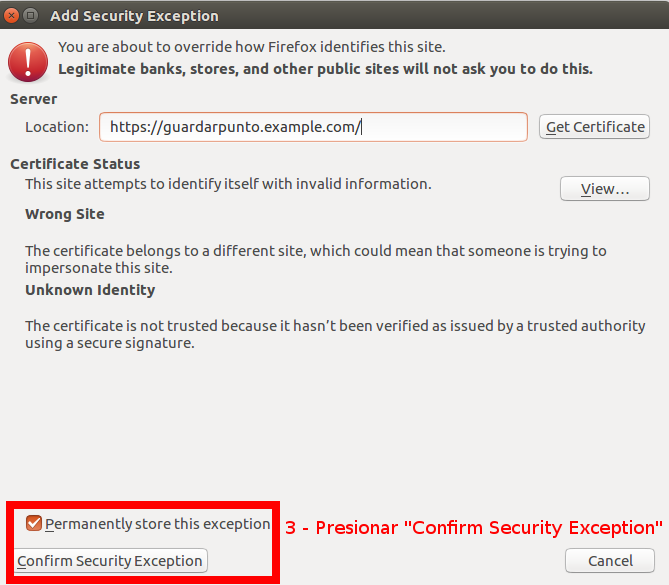 Add Security Exception
You are about to override how Firefox identifies this site.
Legitimate banks, stores, and other public sites will not ask you to do this.
Server
Location: https://guardarpunto.example.com/ Get Certificate
Certificate Status
This site attempts to identify itself with invalid information.
View…
Wrong Site
The certificate belongs to a different site, which could mean that someone is trying to
impersonate this site.
Unknown Identity
The certificate is not trusted because it hasn’t been verified as issued by a trusted authority
using a secure signature.
Permanently store this exception
3 - Presionar "Confirm Security Exception"
Confirm Security Exception Cancel